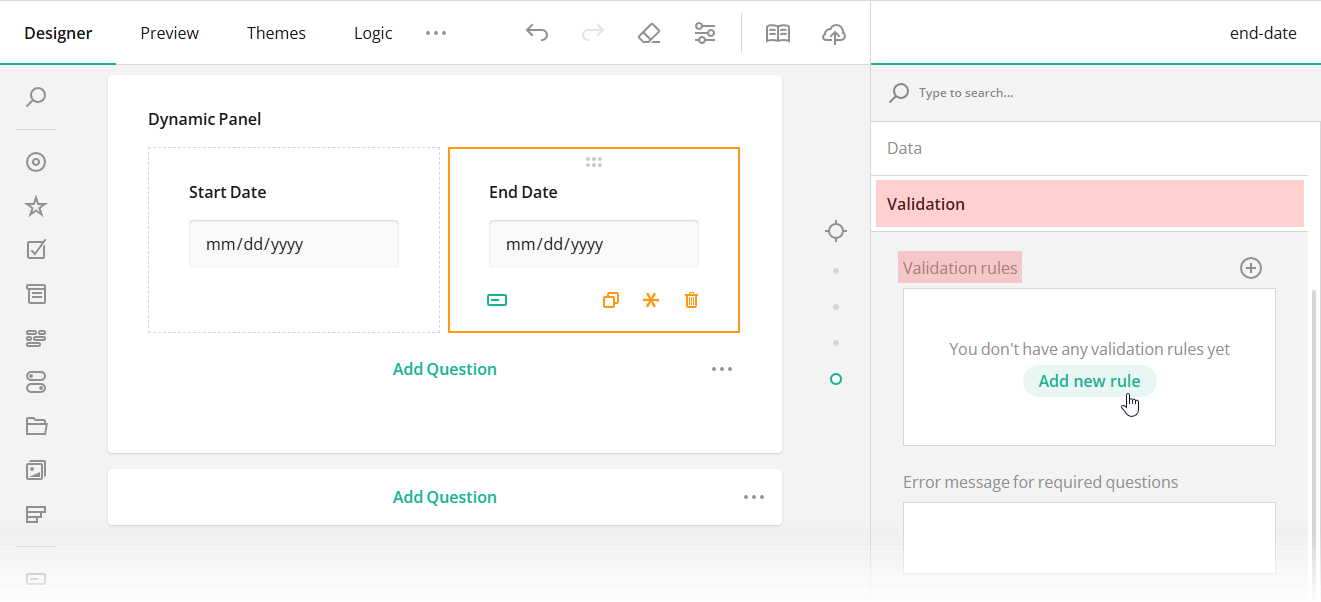 Designer Preview Themes Logic
end-date
Type to search...
Dynamic Panel
Start Date
mm/dd/yyyy
End Date
mm/dd/yyyy
Add Question
Add Question
Data
Validation
Validation rules
You don't have any validation rules yet
Add new rule
Error message for required questions